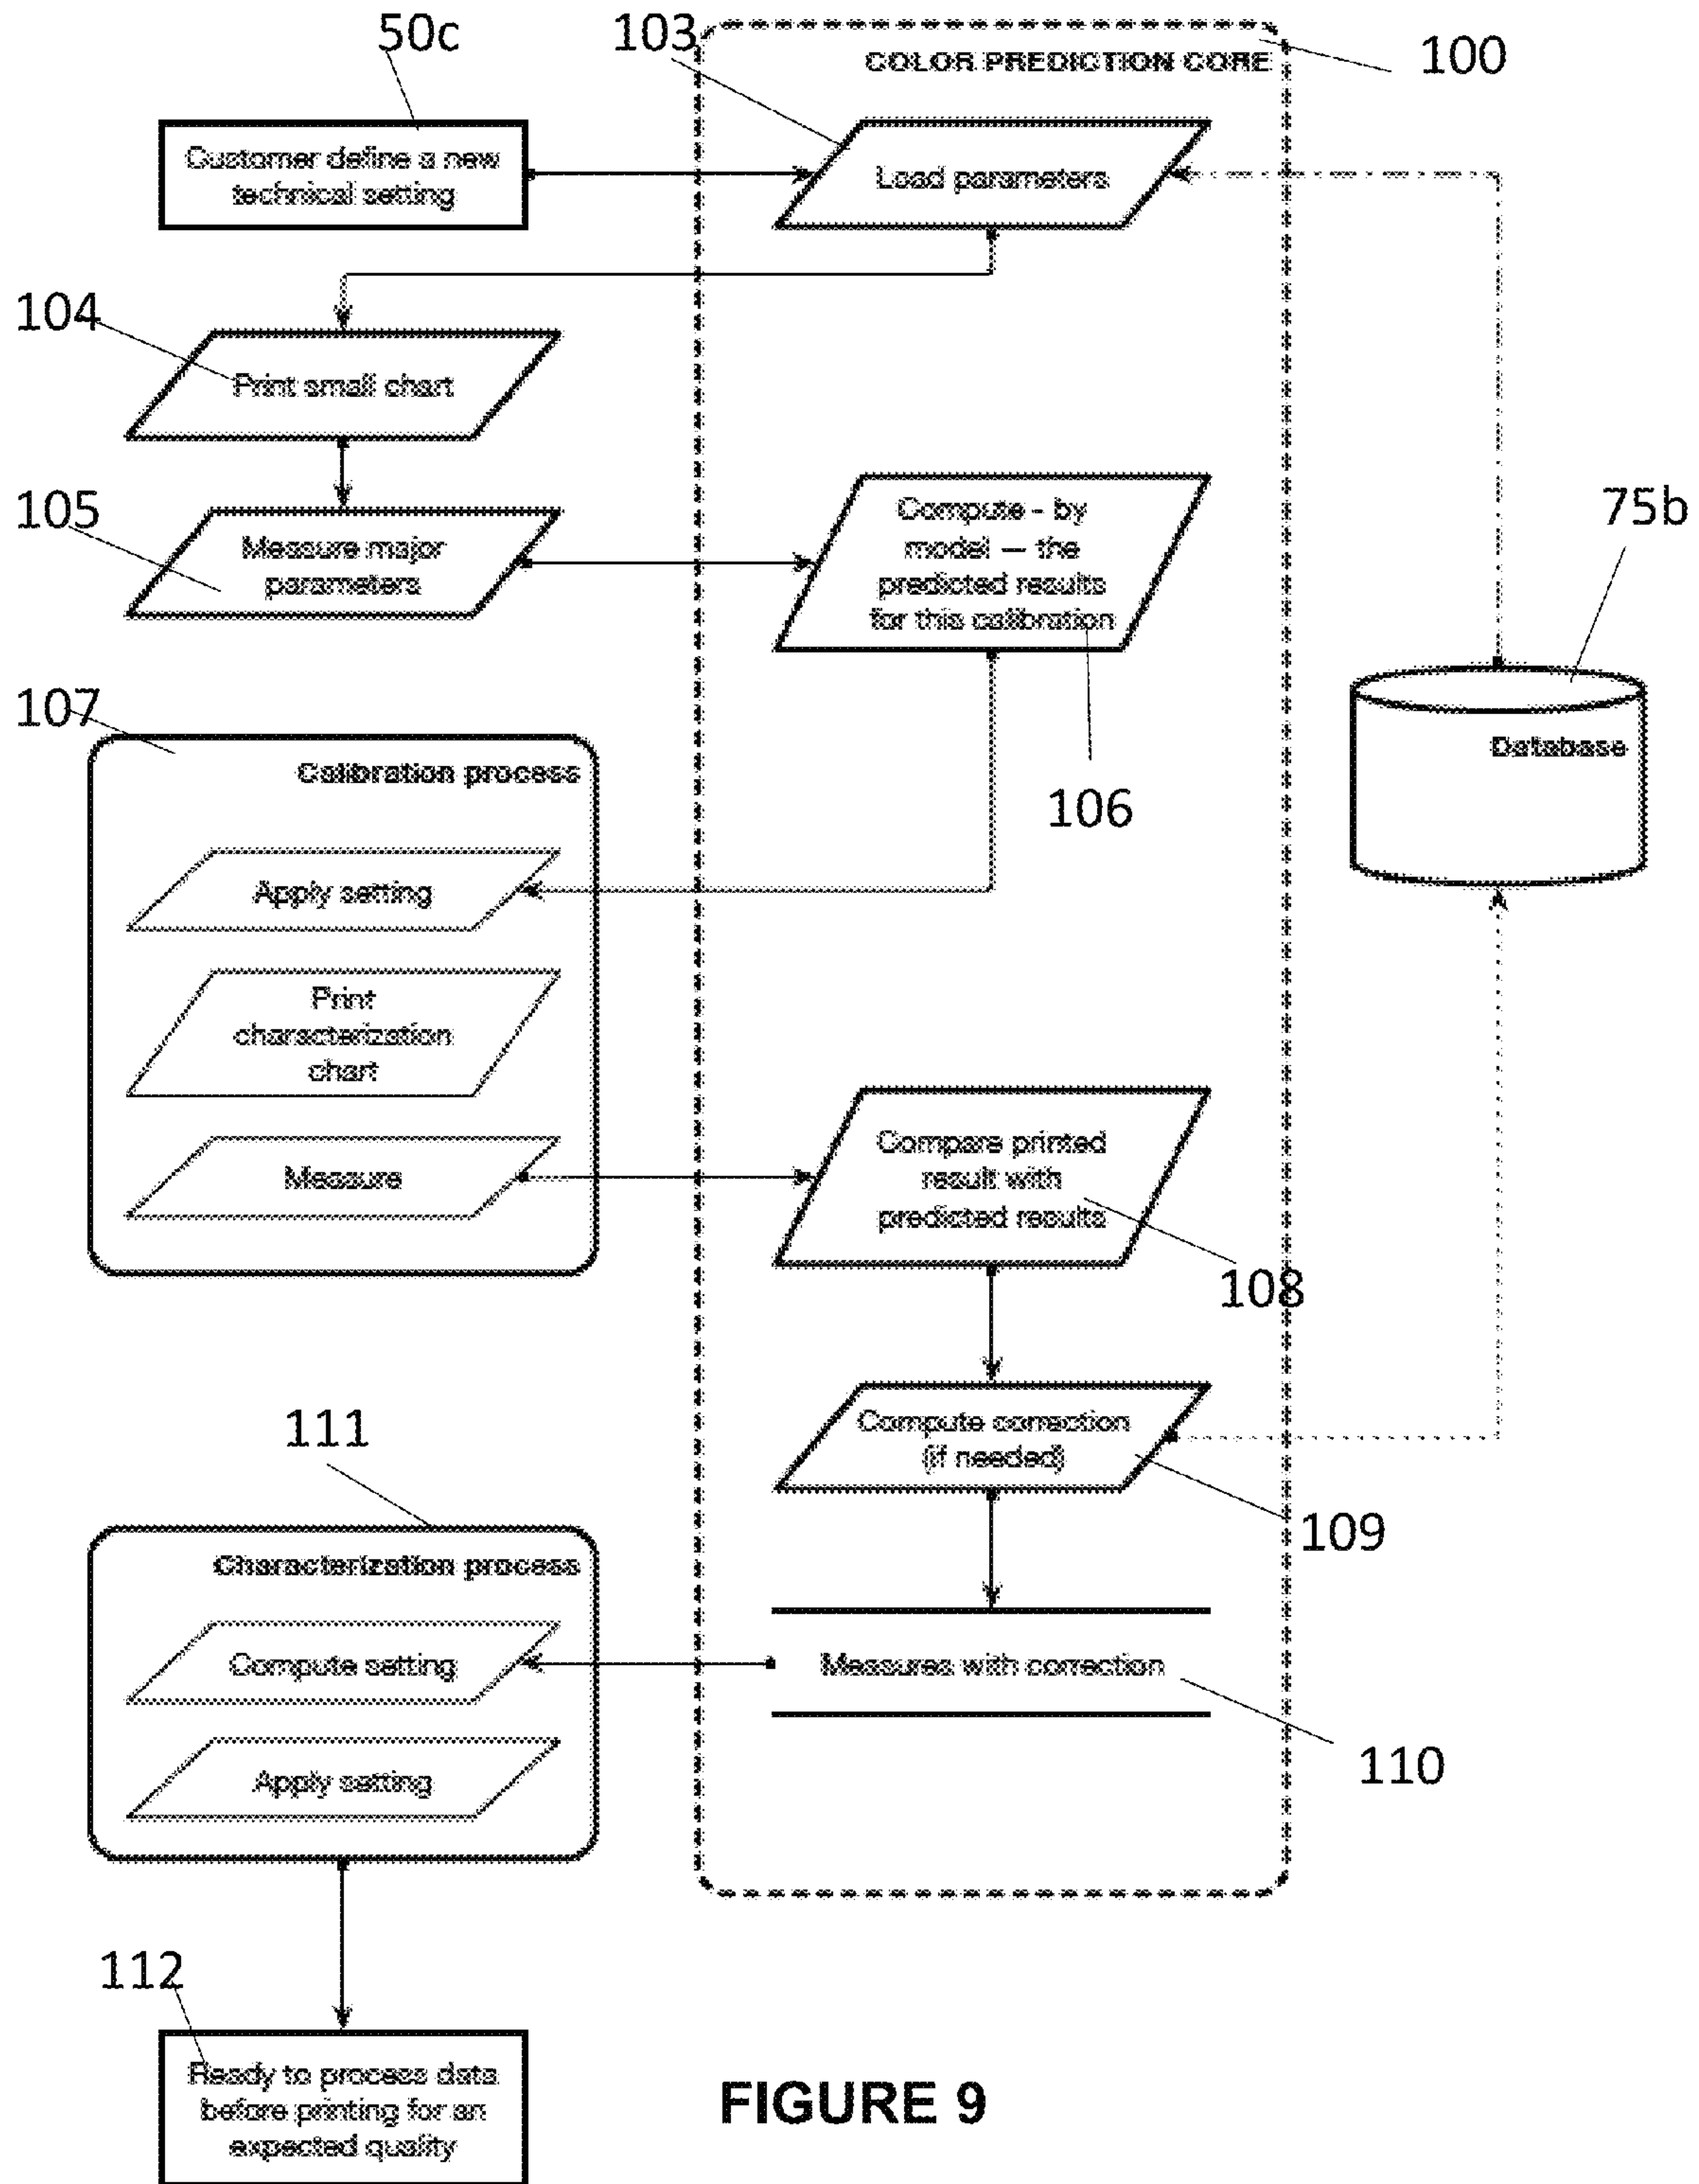 50c
103
COLOR PREDICTION CORE
100
Customer define a new
technical setting
Load parameters
104
Print small chart
105
Measure major
parameters
Compute - by
model — the
predicted results
for this calibration
75b
107
Calibration process
Database
106
Apply setting
Print
characterization
chart
Measure
Compare printed
result with
predicted results
108
Compute correction
(if needed)
109
111
Characterization process
Compute setting
Measures with correction
Apply setting
110
112
Ready to process data
before printing for an
expected quality
FIGURE 9